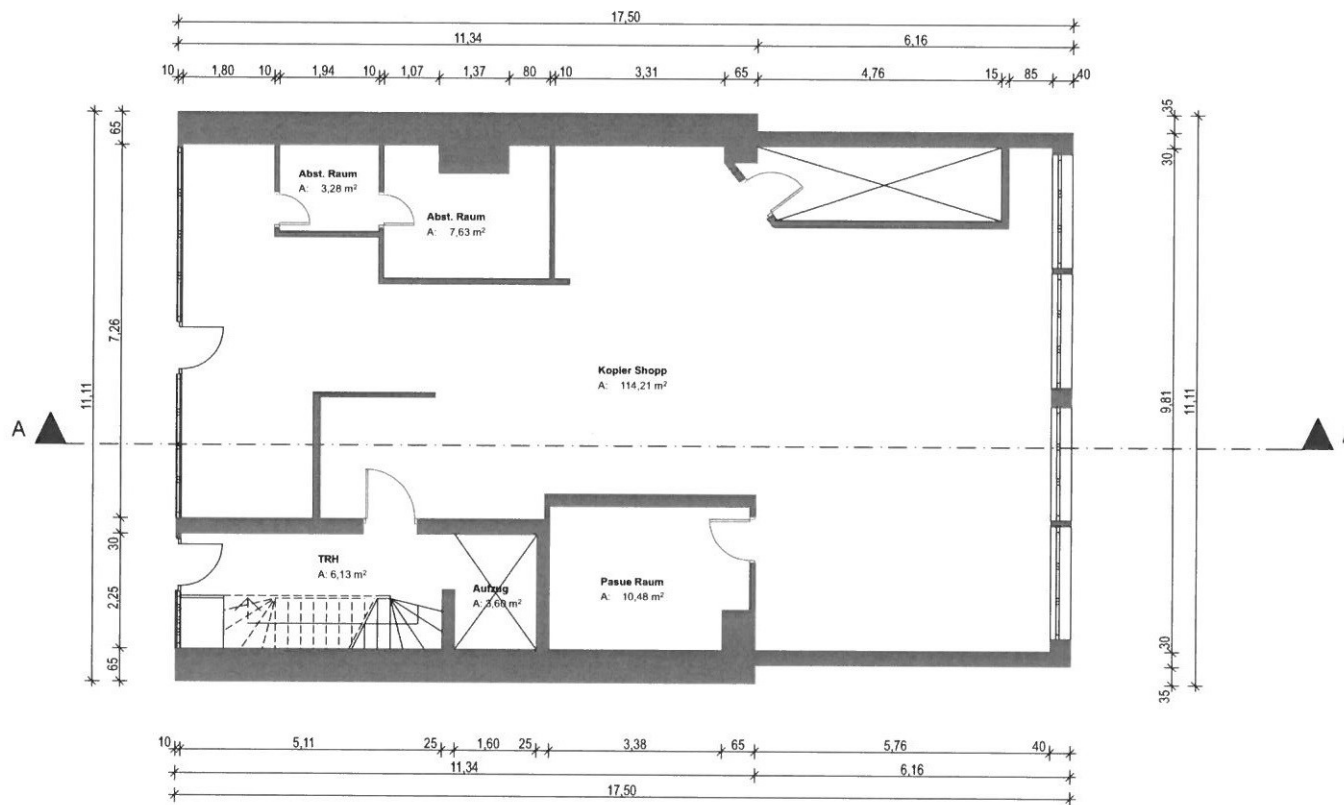 17,50
11,34 6,16
10 1,80 10 1,94 10 1,07 1,37 80 10 3,31 65 4,76 15 85 40
65
35
30
Abst. Raum
A: 3,28 m²
Abst. Raum
A: 7,63 m²
7,26
11,11
Kopier Shopp
A: 114,21 m²
9,81
11,11
A
30
TRH
A: 6,13 m²
Aufzug
A: 3,60 m²
Pasue Raum
A: 10,48 m²
2,25
65
30
35
10 5,11 25 1,60 25 3,38 65 5,76 40
11,34 6,16
17,50